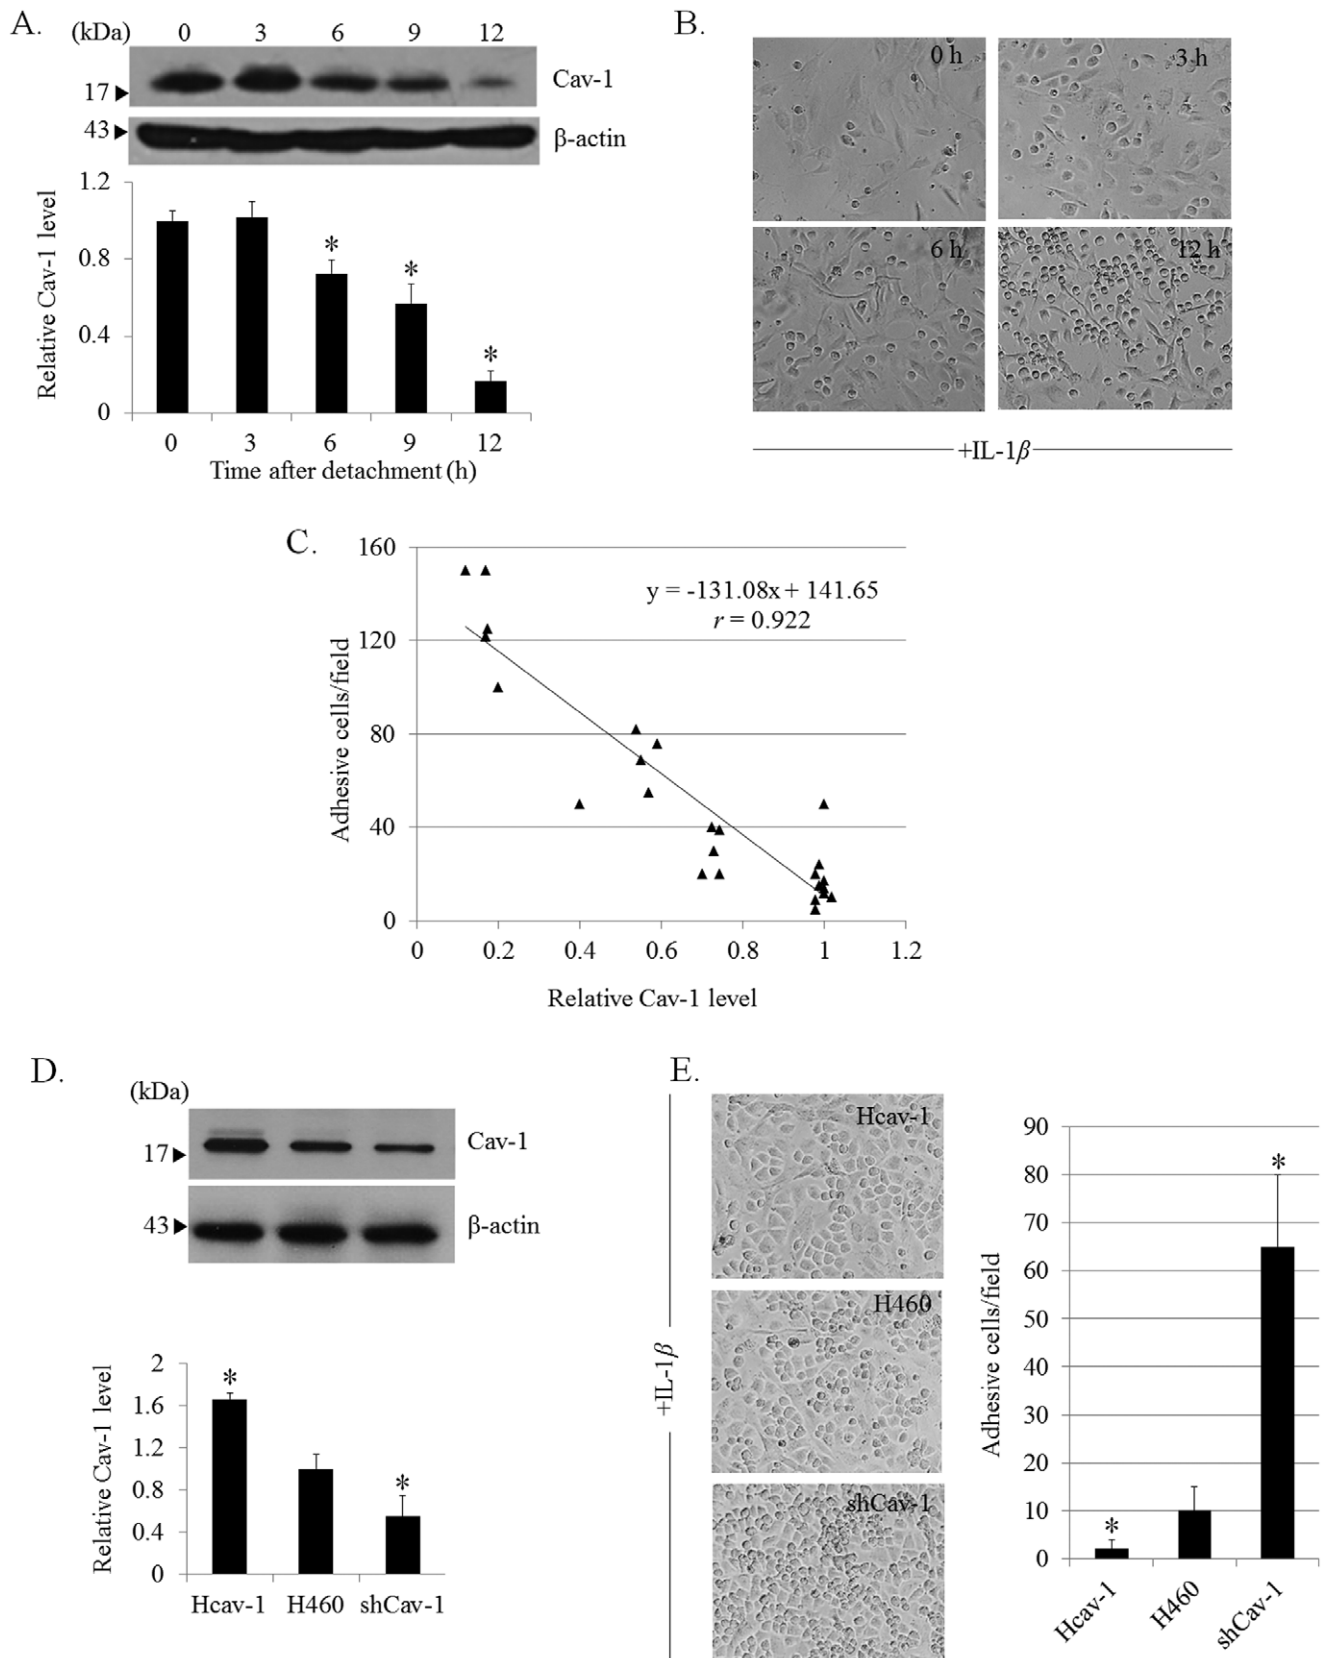 A.
(kDa) 0 3 6 9 12
17 Cav-1
43 β-actin
1.2
0.8
0.4
0
Relative Cav-1 level
* * *
0 3 6 9 12
Time after detachment (h)
B.
0 h
3 h
6 h
12 h
+IL-1β
C.
160
120
80
40
0
Adhesive cells/field
y = -131.08x + 141.65
r = 0.922
0 0.2 0.4 0.6 0.8 1 1.2
Relative Cav-1 level
D.
(kDa)
17 Cav-1
43 β-actin
2
1.6
1.2
0.8
0.4
0
Relative Cav-1 level
* *
Hcav-1 H460 shCav-1
E.
+IL-1β
Hcav-1
H460
shCav-1
90
80
70
60
50
40
30
20
10
0
Adhesive cells/field
* *
Hcav-1 H460 shCav-1